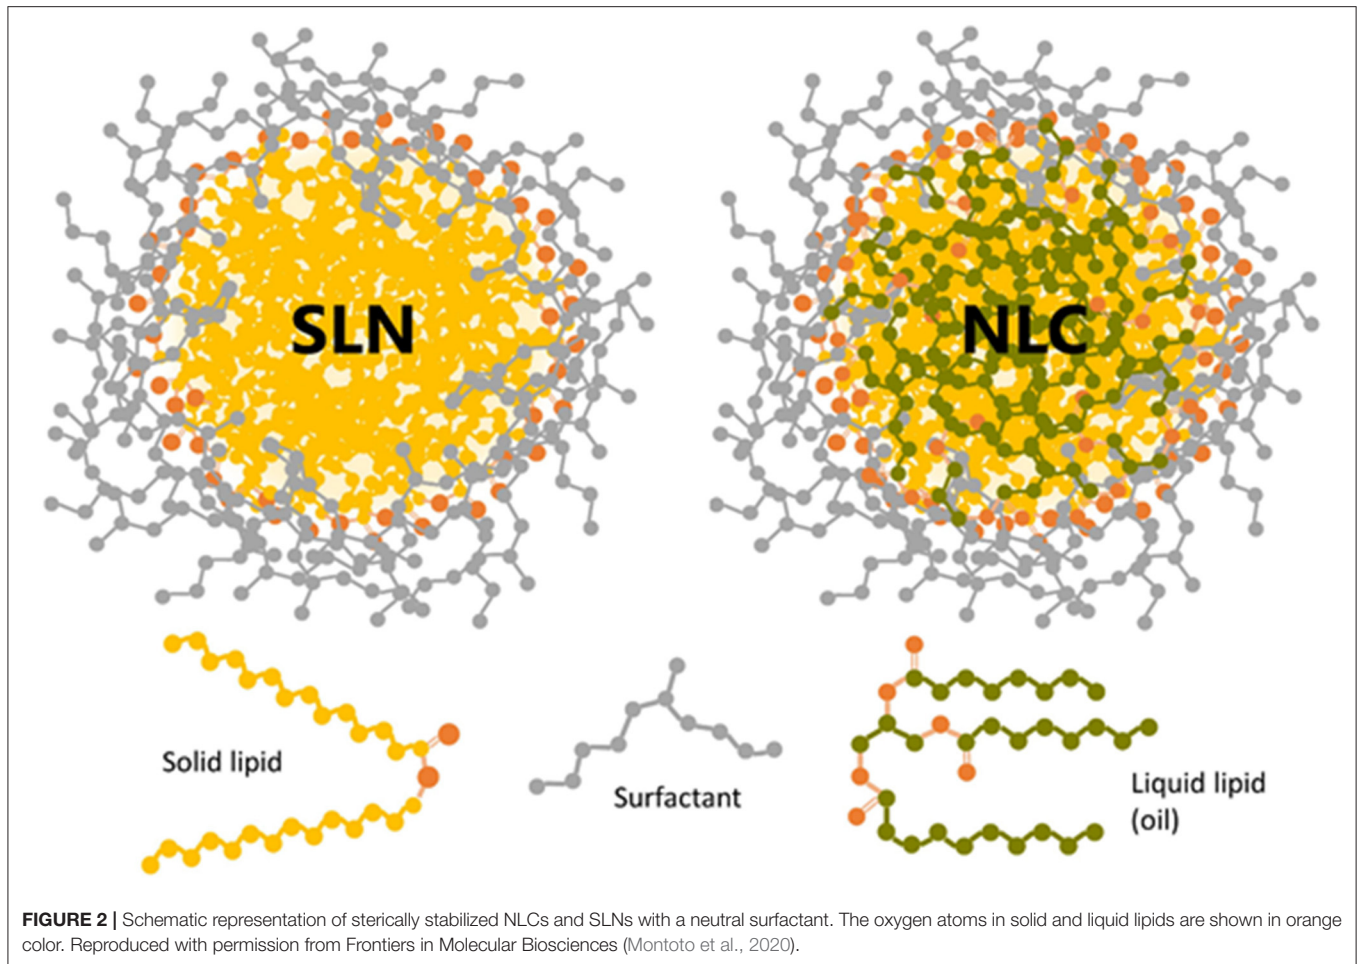 SLN
NLC
Solid lipid
Surfactant
Liquid lipid
(oil)
FIGURE 2 | Schematic representation of sterically stabilized NLCs and SLNs with a neutral surfactant. The oxygen atoms in solid and liquid lipids are shown in orange
color. Reproduced with permission from Frontiers in Molecular Biosciences (Montoto et al., 2020).